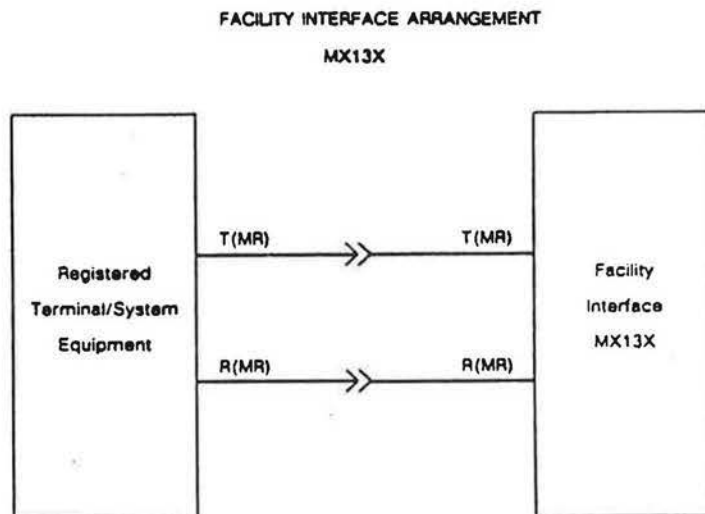 FACILITY INTERFACE ARRANGEMENT
MX13X
T(MR) T(MR)
Registered
Terminal/System
Equipment
Facility
Interface
MX13X
R(MR) R(MR)